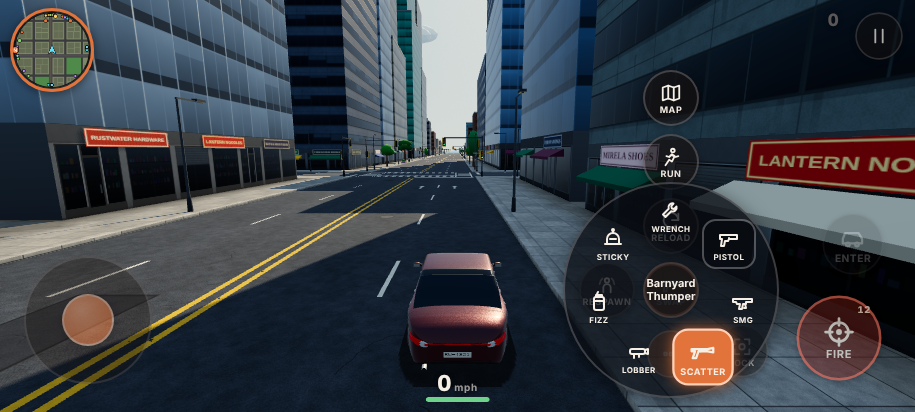 0
MAP
RUSTWATER HARDWARE
LANTERN NOODLES
MIRELA SHOES
LANTERN NO
RUN
WRENCH
RELOAD
STICKY
PISTOL
ENTER
Barnyard
Thumper
FIZZ
SMG
12
FIRE
LOBBER
SCATTER
0 mph